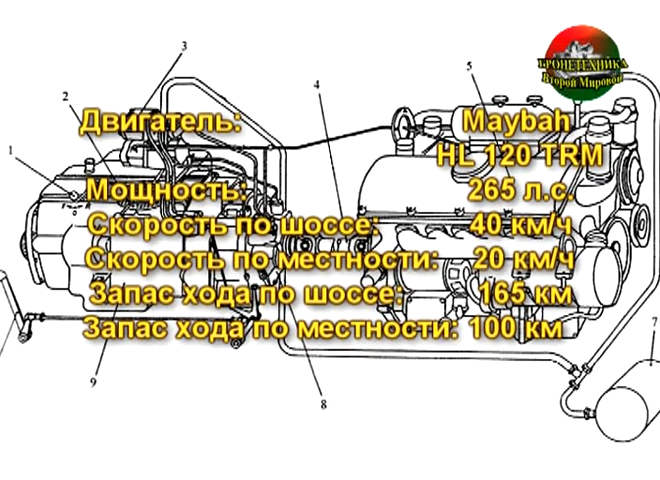 БРОНЕТЕХНИКА
Второй Мировой
3
5
2
4
1
Двигатель: Maybah
HL 120 TRM
Мощность: 265 л.с.
Скорость по шоссе: 40 км/ч
Скорость по местности: 20 км/ч
Запас хода по шоссе: 165 км
Запас хода по местности: 100 км
7
9
8